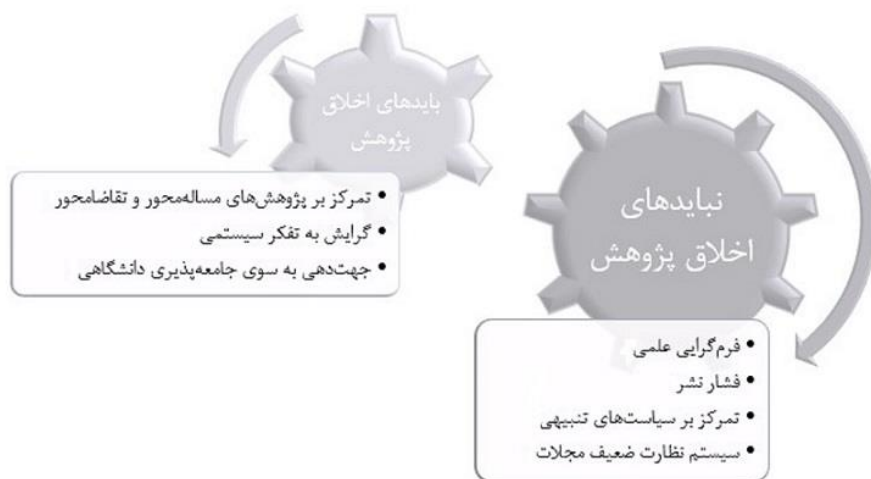 بایدهای اخلاق
پژوهش
• تمرکز بر پژوهش‌های مساله‌محور و تقاضامحور
• گرایش به تفکر سیستمی
• جهت‌دهی به سوی جامعه‌پذیری دانشگاهی
نبایدهای
اخلاق پژوهش
• فرم‌گرایی علمی
• فشار نشر
• تمرکز بر سیاست‌های تنبیهی
• سیستم نظارت ضعیف مجلات